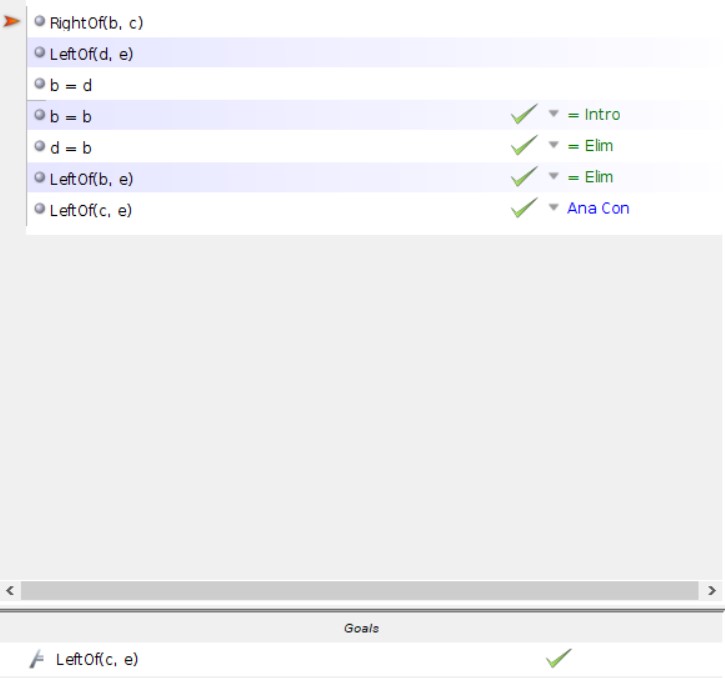 RightOf(b, c)
LeftOf(d, e)
b = d
b = b = Intro
d = b = Elim
LeftOf(b, e) = Elim
LeftOf(c, e) Ana Con
Goals
LeftOf(c, e)